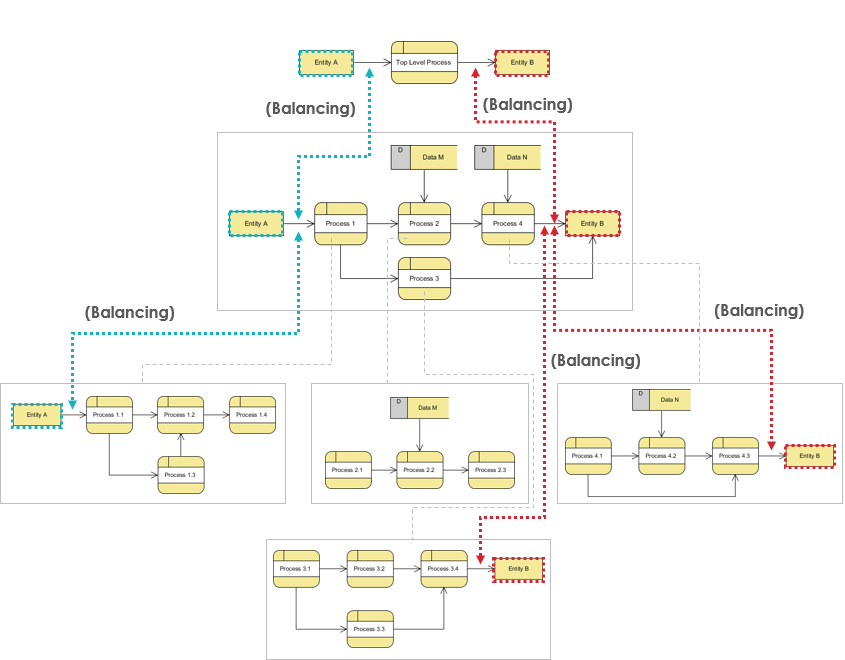 Entity A
Top Level Process
Entity B
(Balancing)
(Balancing)
D
Data M
D
Data N
Entity A
Process 1
Process 2
Process 4
Entity B
Process 3
(Balancing)
(Balancing)
(Balancing)
Entity A
Process 1.1
Process 1.2
Process 1.4
Process 1.3
D
Data M
Process 2.1
Process 2.2
Process 2.3
D
Data N
Process 4.1
Process 4.2
Process 4.3
Entity B
Process 3.1
Process 3.2
Process 3.4
Entity B
Process 3.3